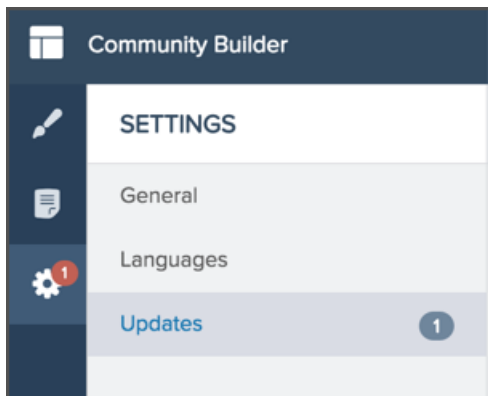 Community Builder
SETTINGS
General
Languages
1
Updates 1